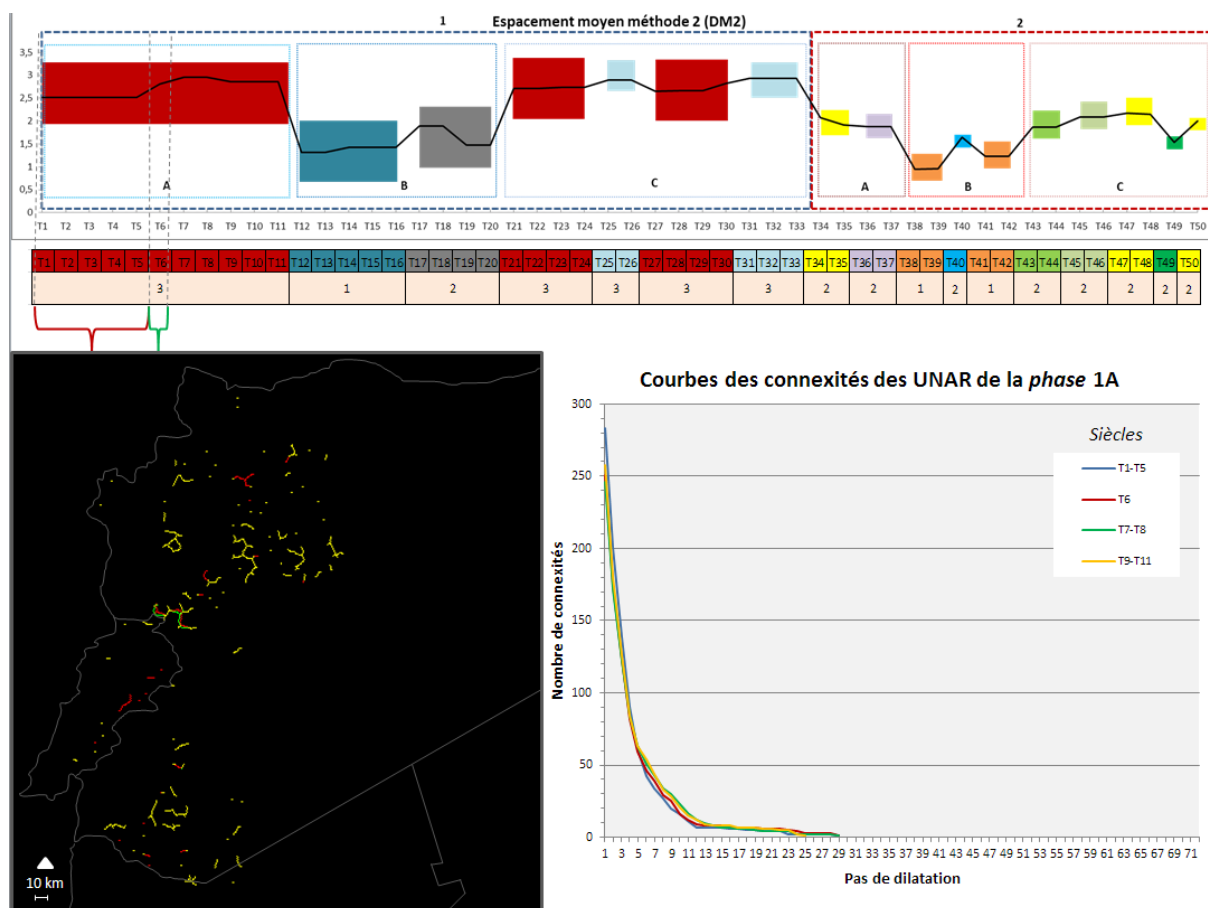 1
Espacement moyen méthode 2 (DM2)
2
3,5
3
2,5
2
1,5
1
0,5
0
A
B
C
A
B
C
T1 T2 T3 T4 T5 T6 T7 T8 T9 T10 T11 T12 T13 T14 T15 T16 T17 T18 T19 T20 T21 T22 T23 T24 T25 T26 T27 T28 T29 T30 T31 T32 T33 T34 T35 T36 T37 T38 T39 T40 T41 T42 T43 T44 T45 T46 T47 T48 T49 T50
T1 T2 T3 T4 T5 T6 T7 T8 T9 T10 T11 T12 T13 T14 T15 T16 T17 T18 T19 T20 T21 T22 T23 T24 T25 T26 T27 T28 T29 T30 T31 T32 T33 T34 T35 T36 T37 T38 T39 T40 T41 T42 T43 T44 T45 T46 T47 T48 T49 T50
3 1 2 3 3 3 3 2 2 1 2 1 2 2 2 2 2
10 km
Courbes des connexités des UNAR de la phase 1A
300
250
200
150
100
50
0
Nombre de connexités
Siècles
T1-T5
T6
T7-T8
T9-T11
1 3 5 7 9 11 13 15 17 19 21 23 25 27 29 31 33 35 37 39 41 43 45 47 49 51 53 55 57 59 61 63 65 67 69 71
Pas de dilatation